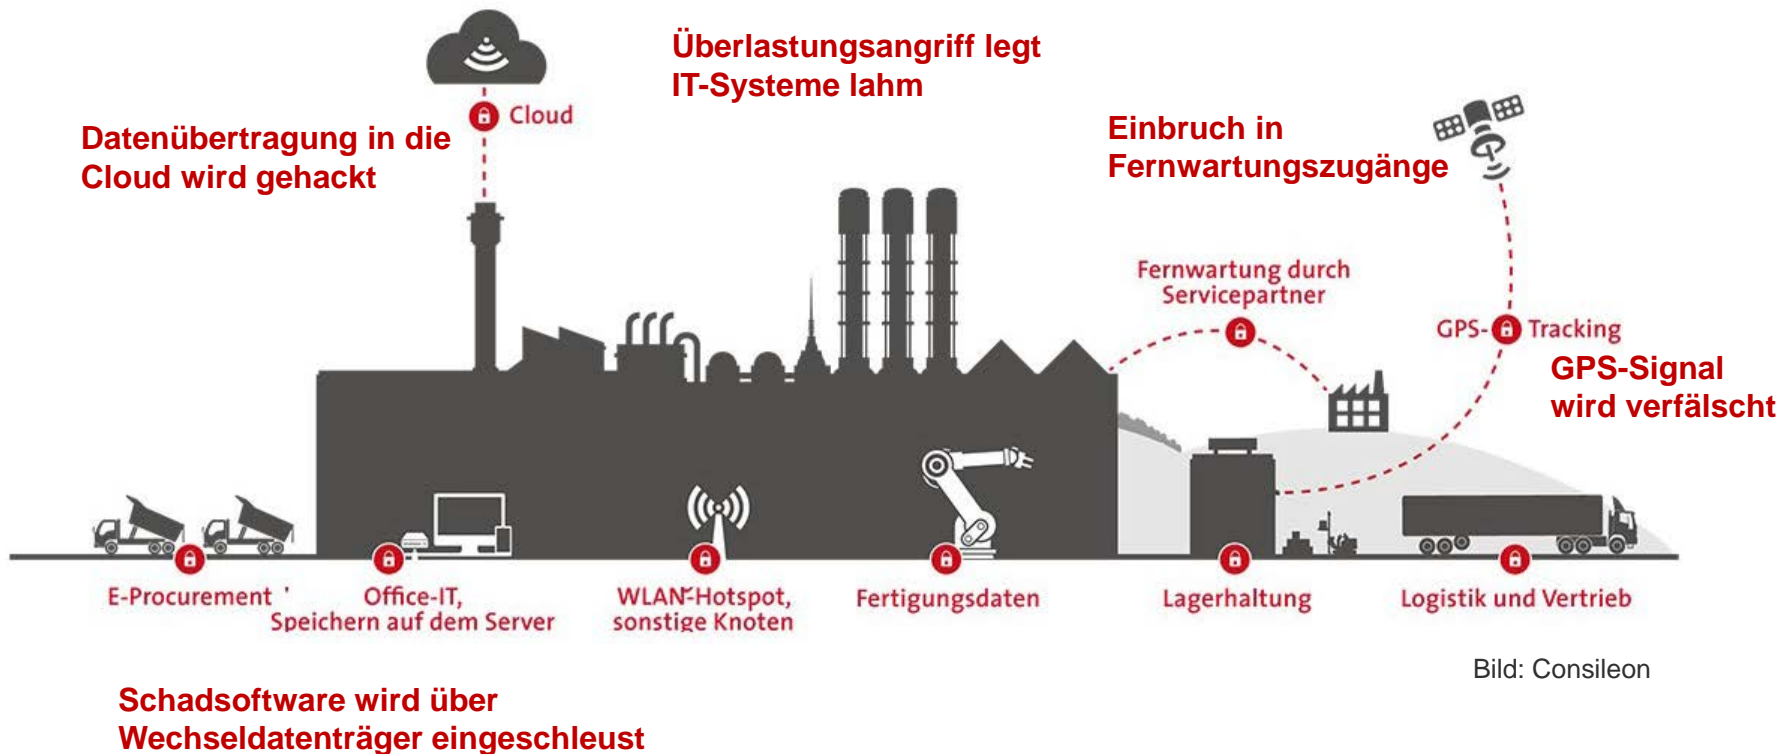 Überlastungsangriff legt
IT-Systeme lahm
Cloud
Datenübertragung in die
Cloud wird gehackt
Einbruch in
Fernwartungszugänge
Fernwartung durch
Servicepartner
GPS- Tracking
GPS-Signal
wird verfälscht
E-Procurement
Office-IT,
Speichern auf dem Server
WLAN-Hotspot,
sonstige Knoten
Fertigungsdaten
Lagerhaltung
Logistik und Vertrieb
Bild: Consileon
Schadsoftware wird über
Wechseldatenträger eingeschleust